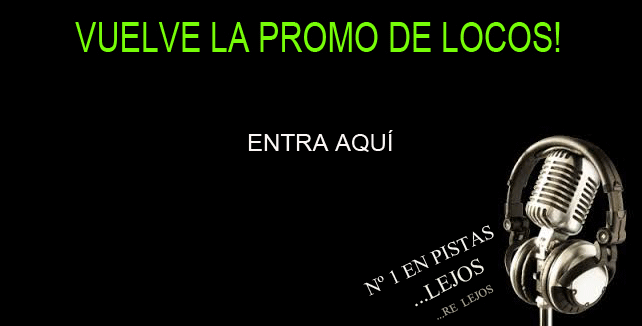 VUELVE LA PROMO DE LOCOS!
ENTRA AQUÍ
Nº 1 EN PISTAS
...LEJOS
...RE LEJOS